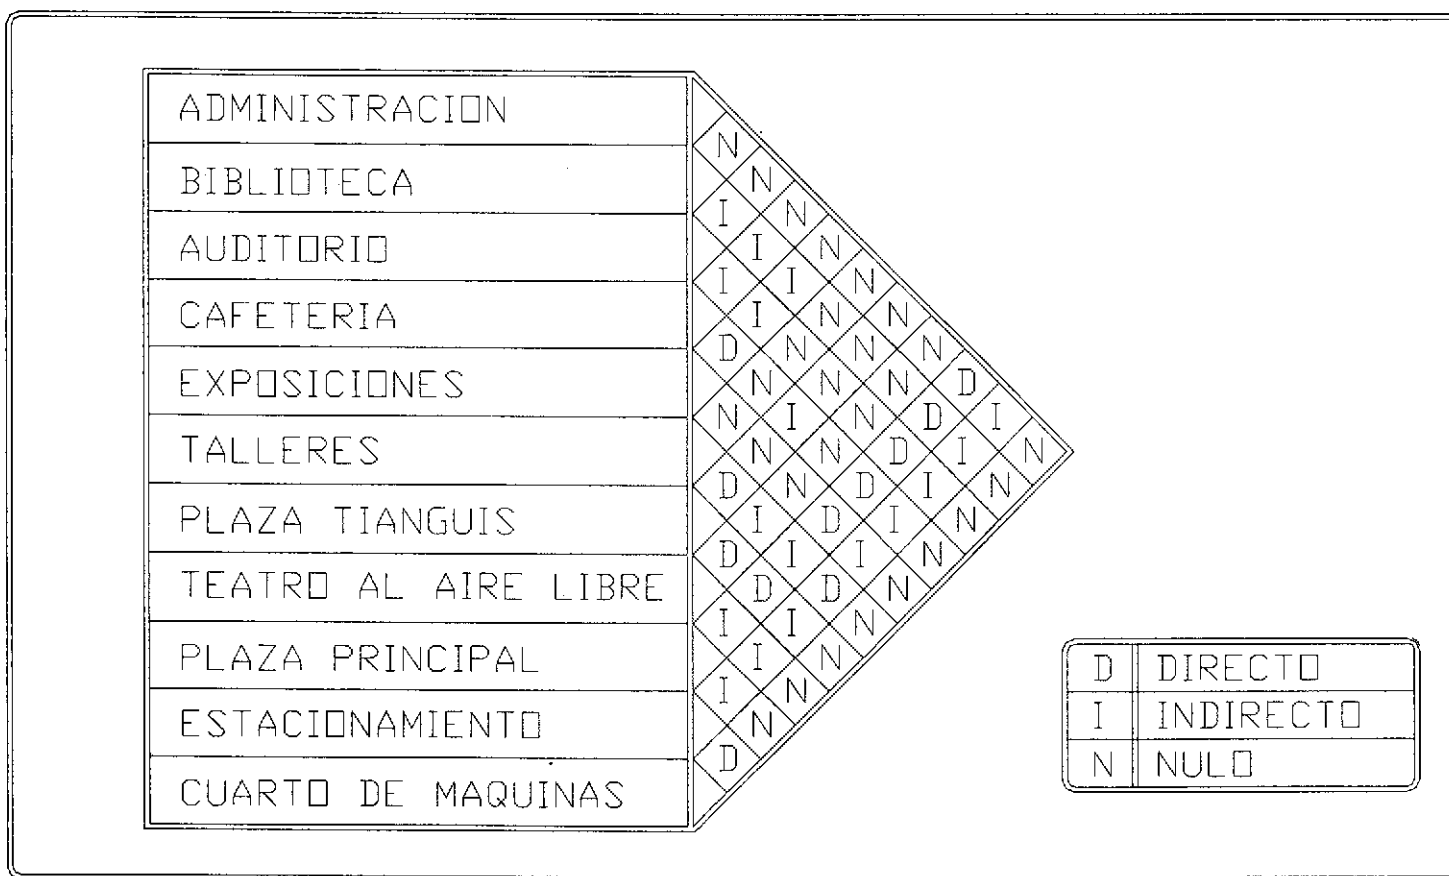 ADMINISTRACION
BIBLIOTECA
AUDITORIO
CAFETERIA
EXPOSICIONES
TALLERES
PLAZA TIANGUIS
TEATRO AL AIRE LIBRE
PLAZA PRINCIPAL
ESTACIONAMIENTO
CUARTO DE MAQUINAS
N
N
I N
I N
I I N
I N N
D N N N
N N N D
N I N D I
N N D I N
D N D I N
I D I N
D I I N
D D N
I I N
I N
I N
N
D
D DIRECTO
I INDIRECTO
N NULO